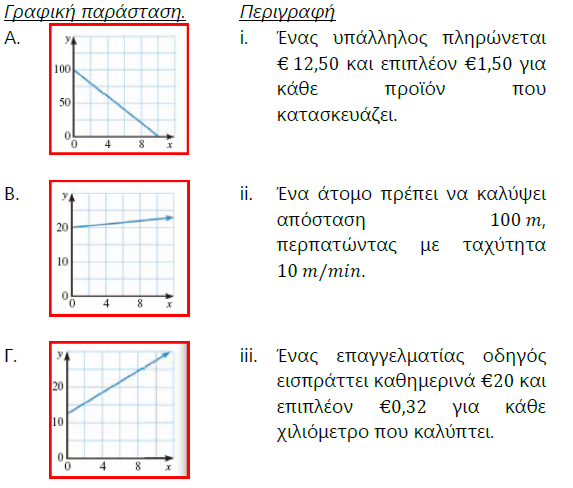 Γραφική παράσταση. Περιγραφή
Α.
y
100
50
0
0 4 8 x
i. Ένας υπάλληλος πληρώνεται
€ 12,50 και επιπλέον €1,50 για
κάθε προϊόν που
κατασκευάζει.
Β.
y
20
10
0
0 4 8 x
ii. Ένα άτομο πρέπει να καλύψει
απόσταση 100 m,
περπατώντας με ταχύτητα
10 m/min.
Γ.
y
20
10
0
0 4 8 x
iii. Ένας επαγγελματίας οδηγός
εισπράττει καθημερινά €20 και
επιπλέον €0,32 για κάθε
χιλιόμετρο που καλύπτει.